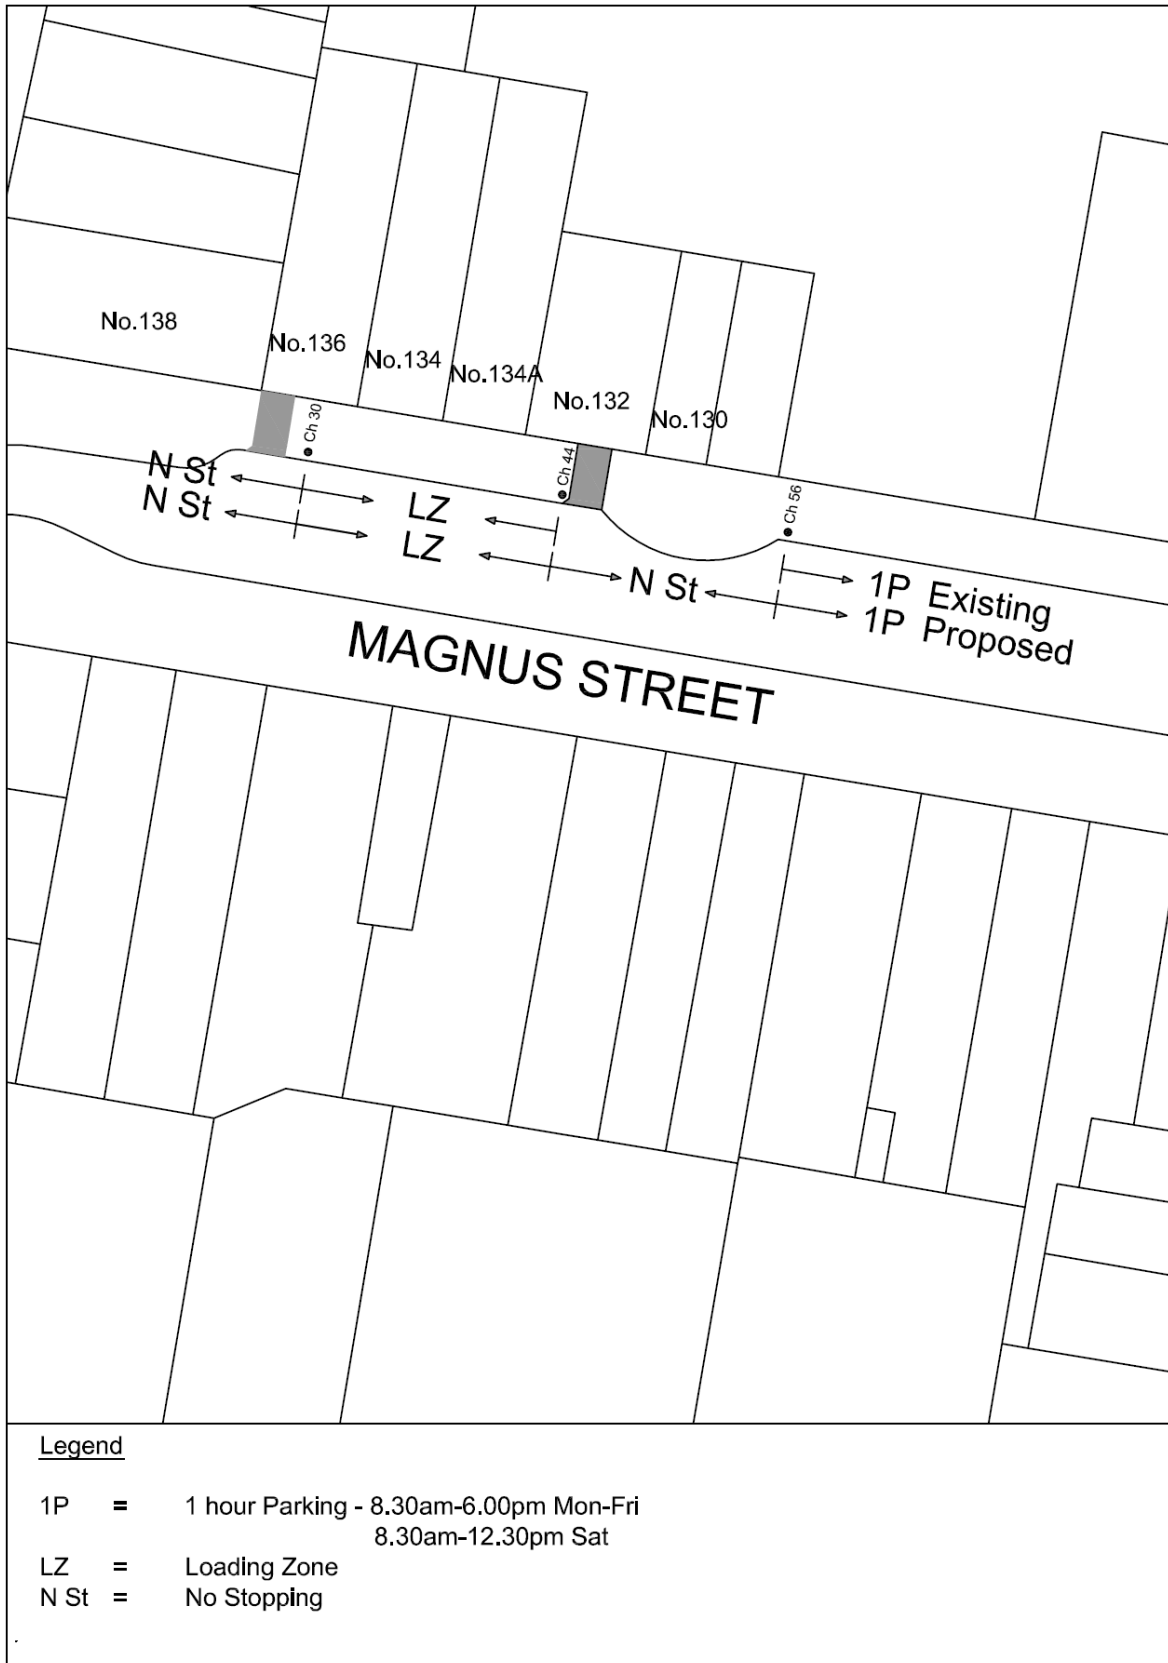 No.138
No.136
No.134
No.134A
No.132
No.130
Ch 30
Ch 44
Ch 56
N St
LZ
1P Existing
N St
LZ
N St
1P Proposed
MAGNUS STREET
Legend
1P = 1 hour Parking - 8.30am-6.00pm Mon-Fri
8.30am-12.30pm Sat
LZ = Loading Zone
N St = No Stopping